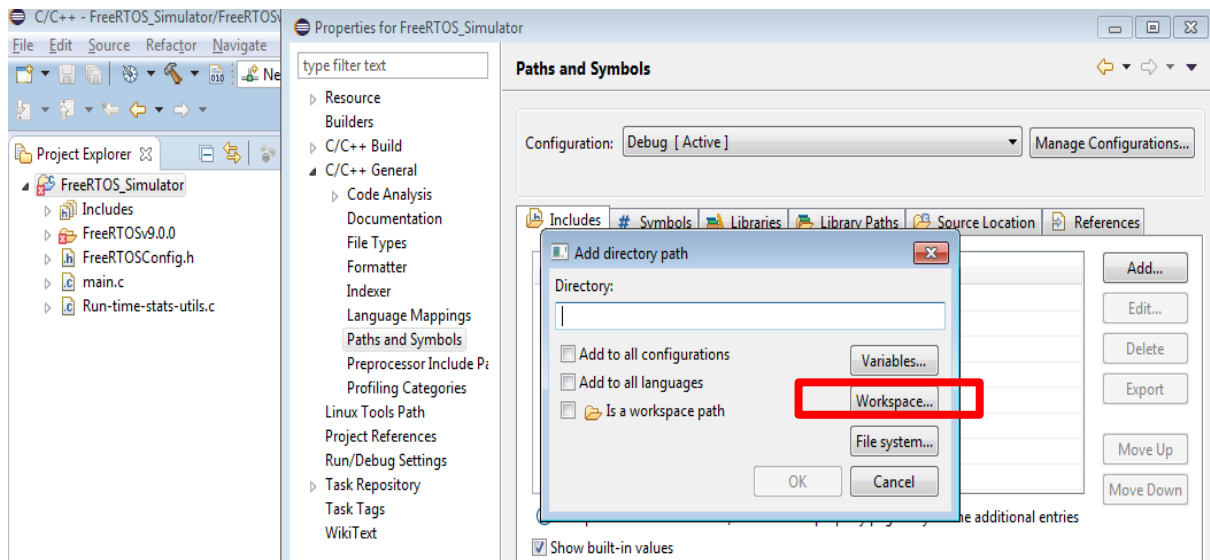 C/C++ - FreeRTOS_Simulator/FreeRTOSv
File Edit Source Refactor Navigate
Ne
Project Explorer
FreeRTOS_Simulator
Includes
FreeRTOSv9.0.0
FreeRTOSConfig.h
main.c
Run-time-stats-utils.c
Properties for FreeRTOS_Simulator
type filter text
Resource
Builders
C/C++ Build
C/C++ General
Code Analysis
Documentation
File Types
Formatter
Indexer
Language Mappings
Paths and Symbols
Preprocessor Include Pa
Profiling Categories
Linux Tools Path
Project References
Run/Debug Settings
Task Repository
Task Tags
WikiText
Paths and Symbols
Configuration: Debug [ Active ] Manage Configurations...
Includes # Symbols Libraries Library Paths Source Location References
Add directory path
Directory:
Add to all configurations
Add to all languages
Is a workspace path
Variables...
Workspace...
File system...
OK Cancel
Add...
Edit...
Delete
Export
Move Up
Move Down
he additional entries
Show built-in values